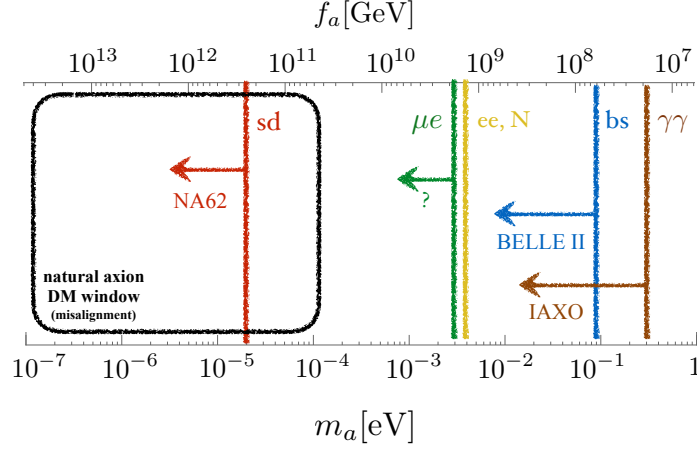 f_a[GeV]
10^13 10^12 10^11 10^10 10^9 10^8 10^7
sd μe ee, N bs γγ
NA62 ?
BELLE II
IAXO
natural axion
DM window
(misalignment)
10^-7 10^-6 10^-5 10^-4 10^-3 10^-2 10^-1 1
m_a[eV]